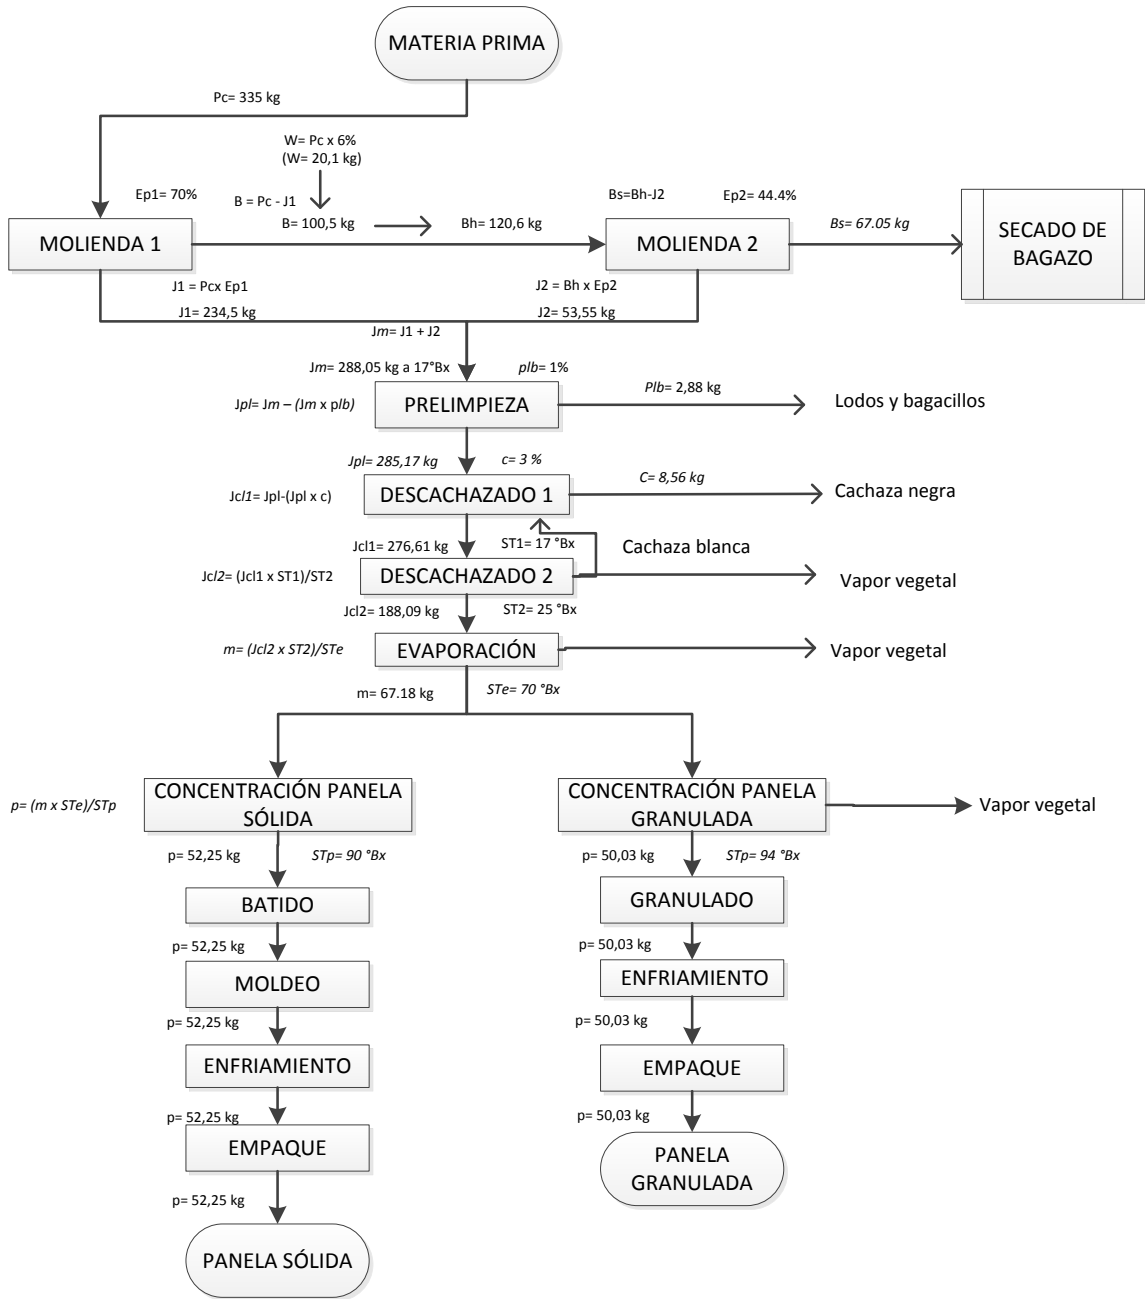 MATERIA PRIMA
Pc= 335 kg
W= Pc x 6%
(W= 20,1 kg)
Ep1= 70%
B = Pc - J1
Bs=Bh-J2
Ep2= 44.4%
B= 100,5 kg
Bh= 120,6 kg
Bs= 67.05 kg
MOLIENDA 1
MOLIENDA 2
SECADO DE
BAGAZO
J1 = Pcx Ep1
J2 = Bh x Ep2
J1= 234,5 kg
J2= 53,55 kg
Jm= J1 + J2
Jm= 288,05 kg a 17°Bx
plb= 1%
Plb= 2,88 kg
Jpl= Jm – (Jm x plb)
PRELIMPIEZA
Lodos y bagacillos
Jpl= 285,17 kg
c= 3 %
C= 8,56 kg
Jcl1= Jpl-(Jpl x c)
DESCACHAZADO 1
Cachaza negra
Jcl1= 276,61 kg
ST1= 17 °Bx
Cachaza blanca
Jcl2= (Jcl1 x ST1)/ST2
DESCACHAZADO 2
Vapor vegetal
Jcl2= 188,09 kg
ST2= 25 °Bx
m= (Jcl2 x ST2)/STe
EVAPORACIÓN
Vapor vegetal
m= 67.18 kg
STe= 70 °Bx
p= (m x STe)/STp
CONCENTRACIÓN PANELA
SÓLIDA
CONCENTRACIÓN PANELA
GRANULADA
Vapor vegetal
p= 52,25 kg
STp= 90 °Bx
p= 50,03 kg
STp= 94 °Bx
BATIDO
GRANULADO
p= 52,25 kg
p= 50,03 kg
MOLDEO
ENFRIAMIENTO
p= 52,25 kg
p= 50,03 kg
ENFRIAMIENTO
EMPAQUE
p= 52,25 kg
p= 50,03 kg
EMPAQUE
PANELA
GRANULADA
p= 52,25 kg
PANELA SÓLIDA